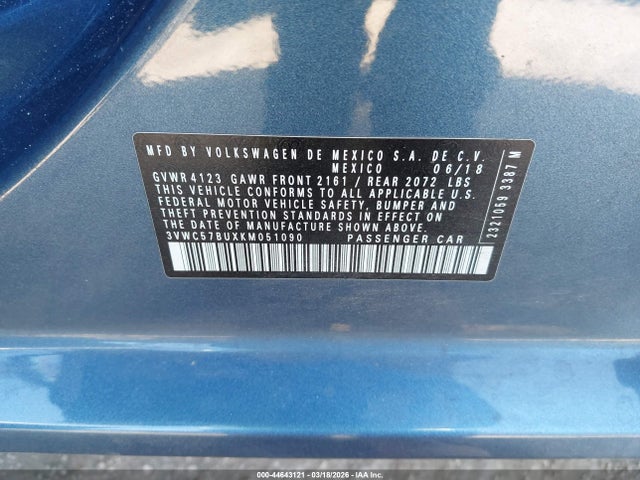 MFD BY VOLKSWAGEN DE MEXICO S.A. DE C.V.
MEXICO 06/18
GVWR 4123 GAWR FRONT 2161 / REAR 2072 LBS
THIS VEHICLE CONFORMS TO ALL APPLICABLE U.S.
FEDERAL MOTOR VEHICLE SAFETY, BUMPER AND
THEFT PREVENTION STANDARDS IN EFFECT ON
THE DATE OF MANUFACTURE SHOWN ABOVE.
3VWC57BUXKM051090 PASSENGER CAR
2321059 3387 M
000-44643121 | 03/18/2026 | IAAI Inc.